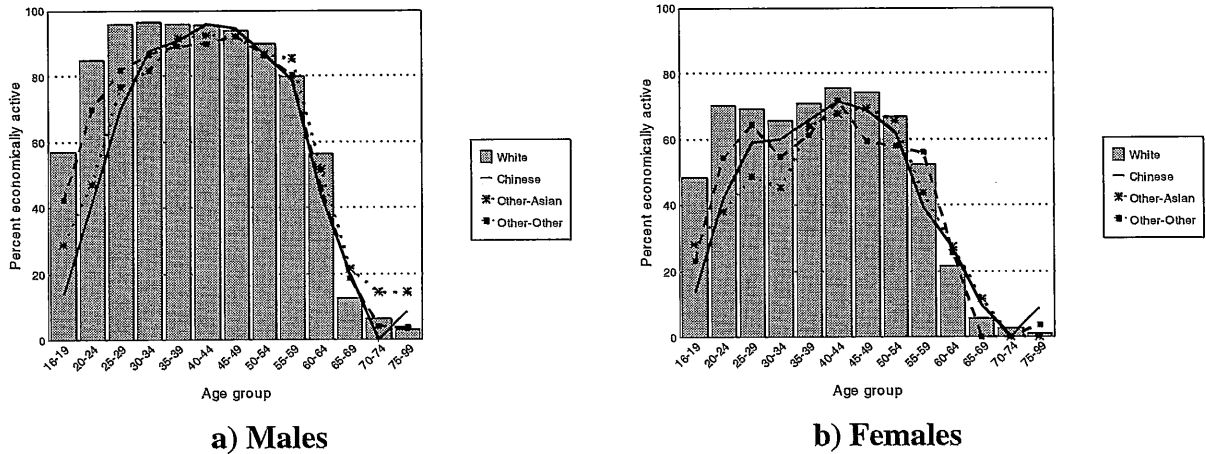 Percent economically active
100
80
60
40
20
0
16-19
20-24
25-29
30-34
35-39
40-44
45-49
50-54
55-59
60-64
65-69
70-74
75-99
Age group
White
Chinese
Other-Asian
Other-Other
a) Males
Percent economically active
100
80
60
40
20
0
16-19
20-24
25-29
30-34
35-39
40-44
45-49
50-54
55-59
60-64
65-69
70-74
75-99
Age group
White
Chinese
Other-Asian
Other-Other
b) Females